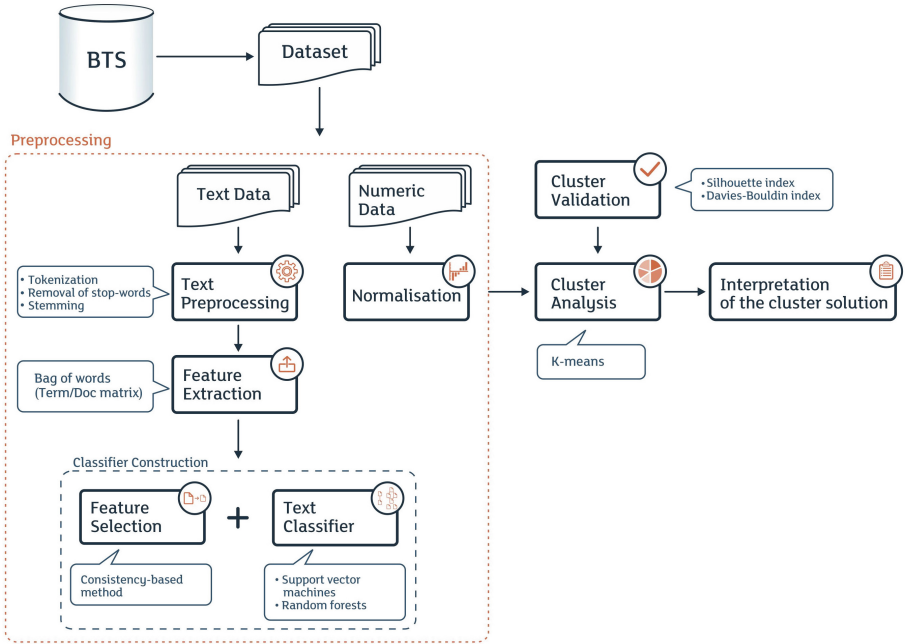 BTS
Dataset
Preprocessing
Text Data
Numeric
Data
Cluster
Validation
• Silhouette index
• Davies-Bouldin index
• Tokenization
• Removal of stop-words
• Stemming
Text
Preprocessing
Normalisation
Cluster
Analysis
Interpretation
of the cluster solution
K-means
Bag of words
(Term/Doc matrix)
Feature
Extraction
Classifier Construction
Feature
Selection
+
Text
Classifier
Consistency-based
method
• Support vector
machines
• Random forests